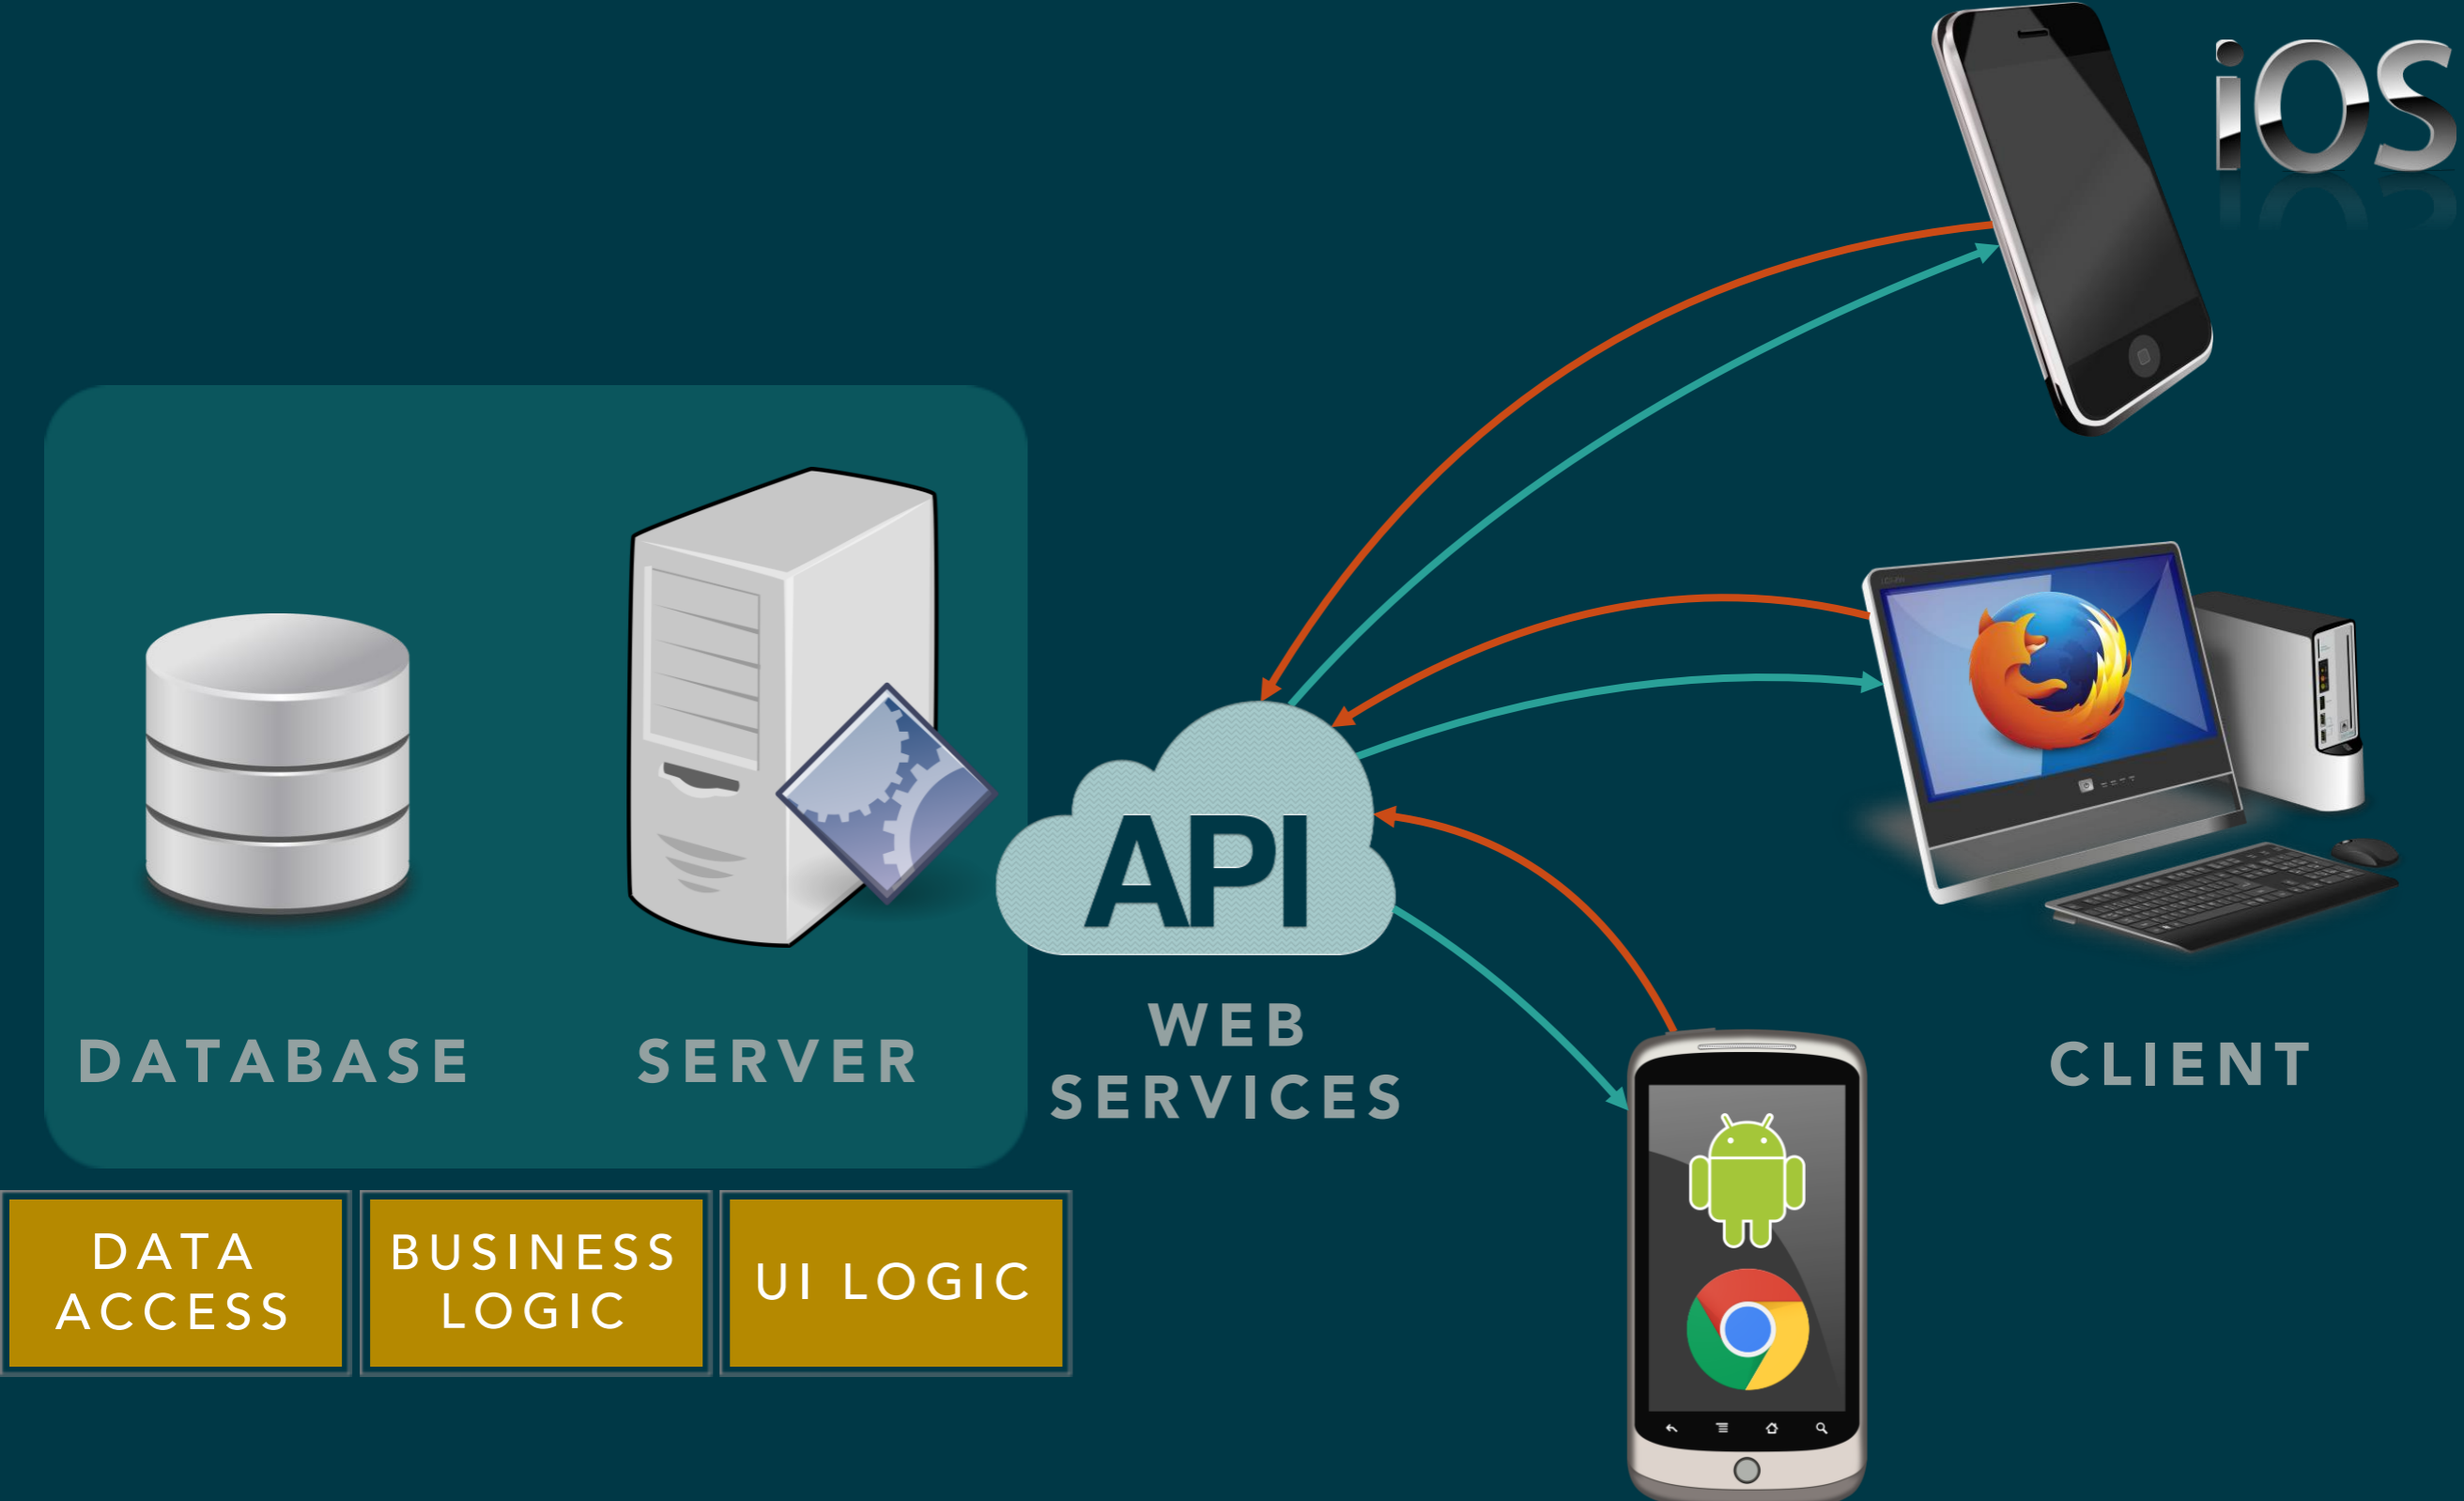 iOS
API
DATABASE
SERVER
WEB
SERVICES
CLIENT
DATA
ACCESS
BUSINESS
LOGIC
UI LOGIC